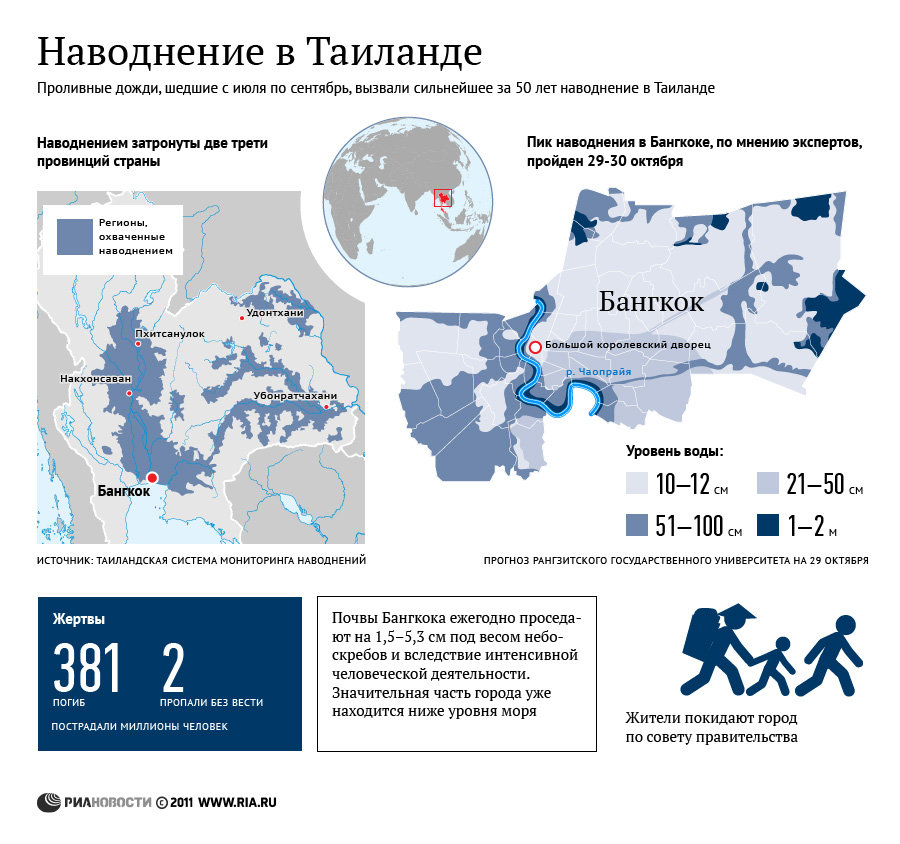 Наводнение в Таиланде
Проливные дожди, шедшие с июля по сентябрь, вызвали сильнейшее за 50 лет наводнение в Таиланде
Наводнением затронуты две трети
провинций страны
Регионы,
охваченные
наводнением
Удонтхани
Пхитсанулок
Накхонсаван
Убонратчахани
Бангкок
ИСТОЧНИК: ТАИЛАНДСКАЯ СИСТЕМА МОНИТОРИНГА НАВОДНЕНИЙ
Пик наводнения в Бангкоке, по мнению экспертов,
пройден 29-30 октября
Бангкок
Большой королевский дворец
р. Чаопрайя
Уровень воды:
10–12 см
21–50 см
51–100 см
1–2 м
ПРОГНОЗ РАНГЗИТСКОГО ГОСУДАРСТВЕННОГО УНИВЕРСИТЕТА НА 29 ОКТЯБРЯ
Жертвы
381 2
ПОГИБ ПРОПАЛИ БЕЗ ВЕСТИ
ПОСТРАДАЛИ МИЛЛИОНЫ ЧЕЛОВЕК
Почвы Бангкока ежегодно проседа-
ют на 1,5–5,3 см под весом небо-
скребов и вследствие интенсивной
человеческой деятельности.
Значительная часть города уже
находится ниже уровня моря
Жители покидают город
по совету правительства
РИАНОВОСТИ © 2011 WWW.RIA.RU